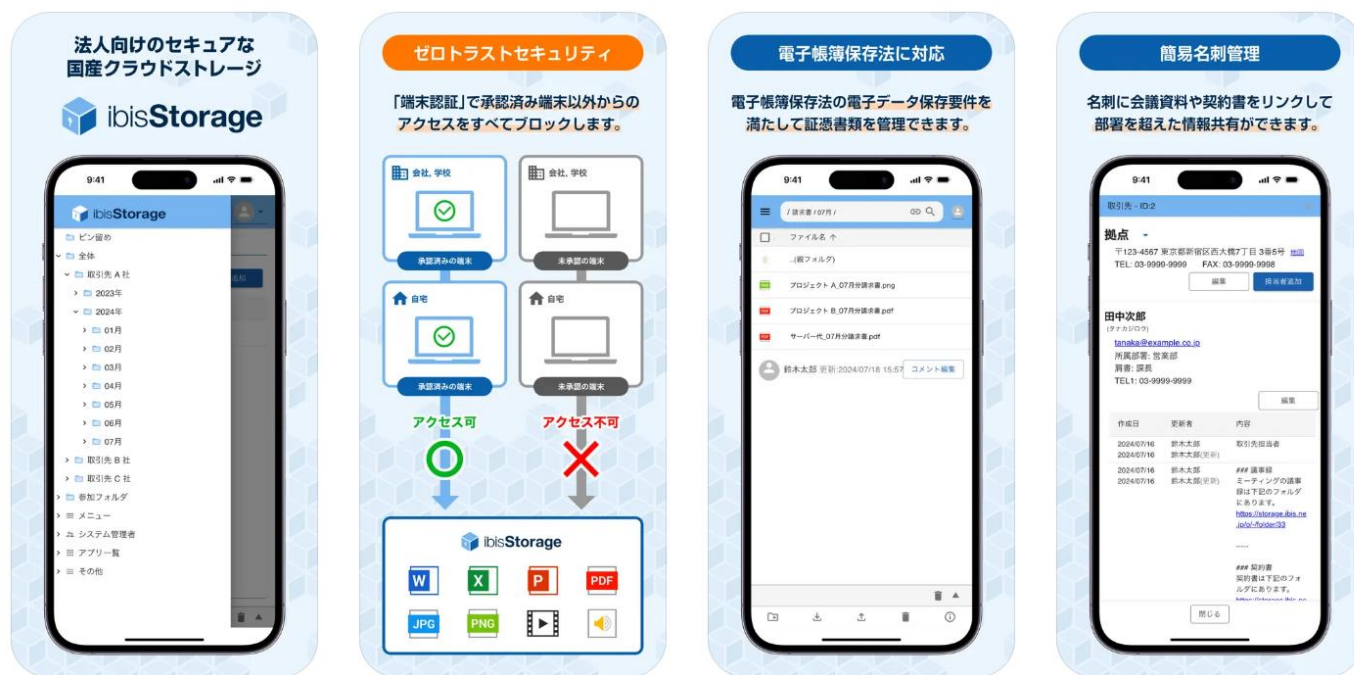 法人向けのセキュアな
国産クラウドストレージ
ibisStorage
9:41
ibisStorage
ピン留め
全体
取引先 A 社
2023年
2024年
01月
02月
03月
04月
05月
06月
07月
取引先 B 社
取引先 C 社
参加フォルダ
メニュー
システム管理者
アプリ一覧
その他
ゼロトラストセキュリティ
「端末認証」で承認済み端末以外からの
アクセスをすべてブロックします。
会社, 学校
会社, 学校
承認済みの端末
未承認の端末
自宅
自宅
承認済みの端末
未承認の端末
アクセス可
アクセス不可
ibisStorage
W
X
P
PDF
JPG
PNG
電子帳簿保存法に対応
電子帳簿保存法の電子データ保存要件を
満たして証憑書類を管理できます。
9:41
/ 請求書 / 07月 /
ファイル名 ↑
..(親フォルダ)
プロジェクト A_07月分請求書.png
プロジェクト B_07月分請求書.pdf
サーバー代_07月分請求書.pdf
鈴木太郎 更新:2024/07/18 15:57
コメント編集
簡易名刺管理
名刺に会議資料や契約書をリンクして
部署を超えた情報共有ができます。
9:41
取引先 - ID:2
拠点
〒123-4567 東京都新宿区西大橋7丁目 3番5号 地図
TEL: 03-9999-9999 FAX: 03-9999-9998
編集
担当者追加
田中次郎
(タナカジロウ)
tanaka@example.co.jp
所属部署: 営業部
肩書: 課長
TEL1: 03-9999-9999
編集
作成日 更新者 内容
2024/07/16 鈴木太郎 取引先担当者
2024/07/16 鈴木太郎(更新)
2024/07/16 鈴木太郎 ### 議事録
2024/07/16 鈴木太郎(更新) ミーティングの議事
録は下記のフォルダ
にあります。
https://storage.ibis.ne
.jp/o/-/folder/33
-----
### 契約書
契約書は下記のフォ
ルダにあります。
https://storage.ibis.ne
閉じる